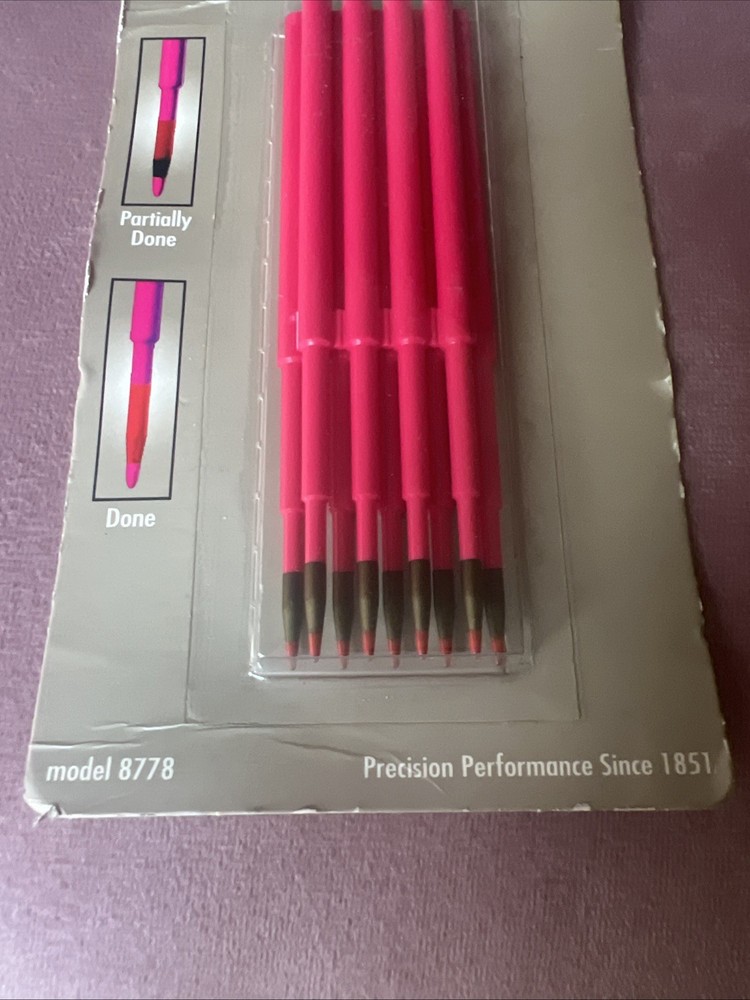 Partially
Done
Done
model 8778
Precision Performance Since 1851